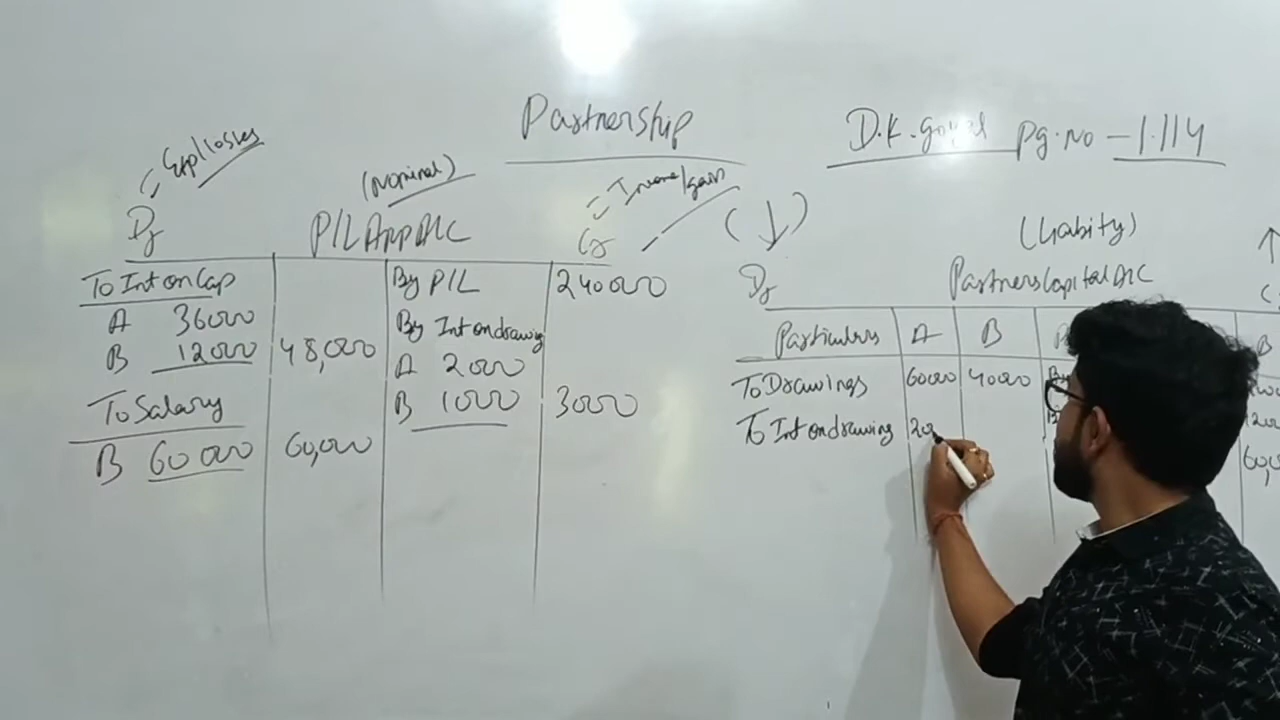 Partnership
D.K. Goyal Pg. No - 1.114
Exp/losses
(Nominal)
Income/gain
Dr P/L App A/C Cr
To Int on Cap By P/L 240000
A 36000 By Int on drawing
B 12000 48,000 A 2000
To Salary B 1000 3000
B 60000 60,000
(Liabity)
Dr Partners Capital A/C
Particulars A B B
To Drawings 60000 40000
To Int on drawing 200